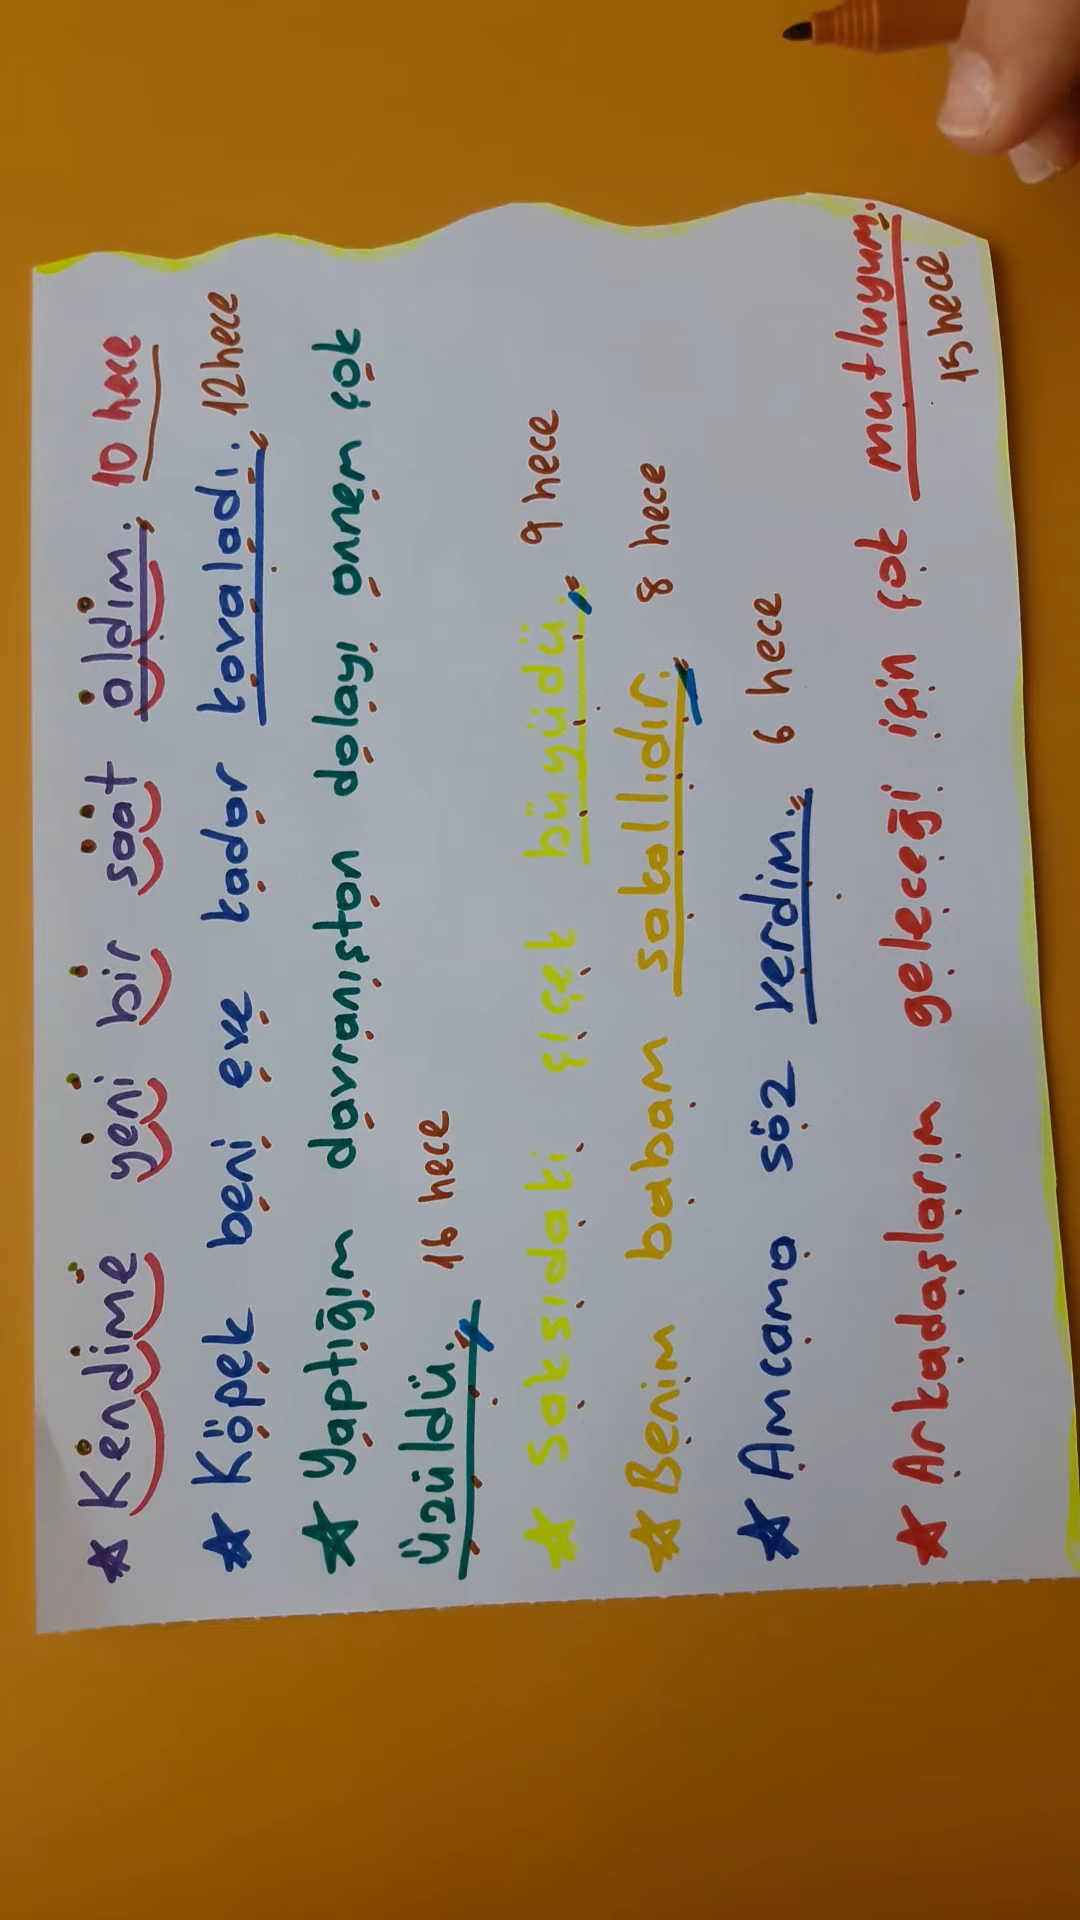 ☆ Kendime yeni bir saat aldım. 10 hece
☆ Köpek beni eve kadar kovaladı. 12 hece
☆ Yaptığım davranıştan dolayı annem çok
üzüldü. 16 hece
☆ Saksıdaki çiçek büyüdü. 9 hece
☆ Benim babam sakallıdır. 8 hece
☆ Amcama söz verdim. 6 hece
☆ Arkadaşlarım geleceği için çok mutluyum.
15 hece